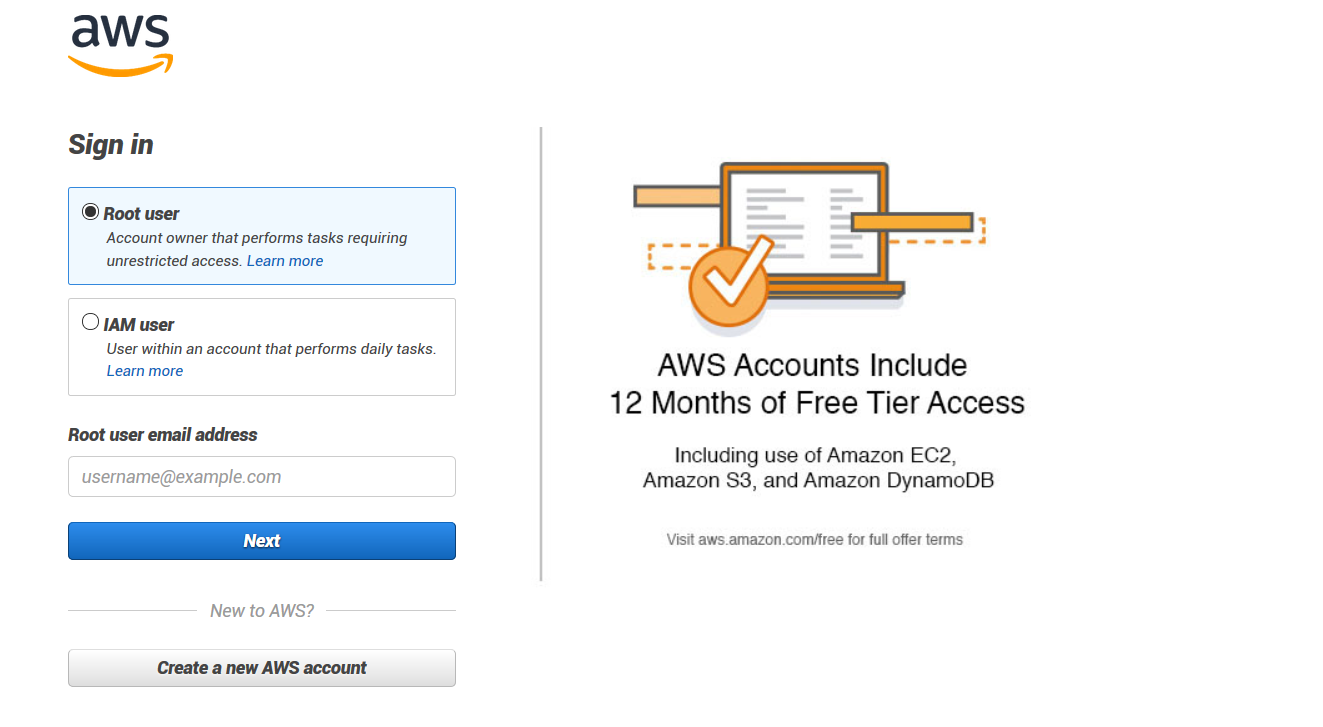 aws
Sign in
Root user
Account owner that performs tasks requiring
unrestricted access. Learn more
IAM user
User within an account that performs daily tasks.
Learn more
Root user email address
username@example.com
Next
New to AWS?
Create a new AWS account
AWS Accounts Include
12 Months of Free Tier Access
Including use of Amazon EC2,
Amazon S3, and Amazon DynamoDB
Visit aws.amazon.com/free for full offer terms